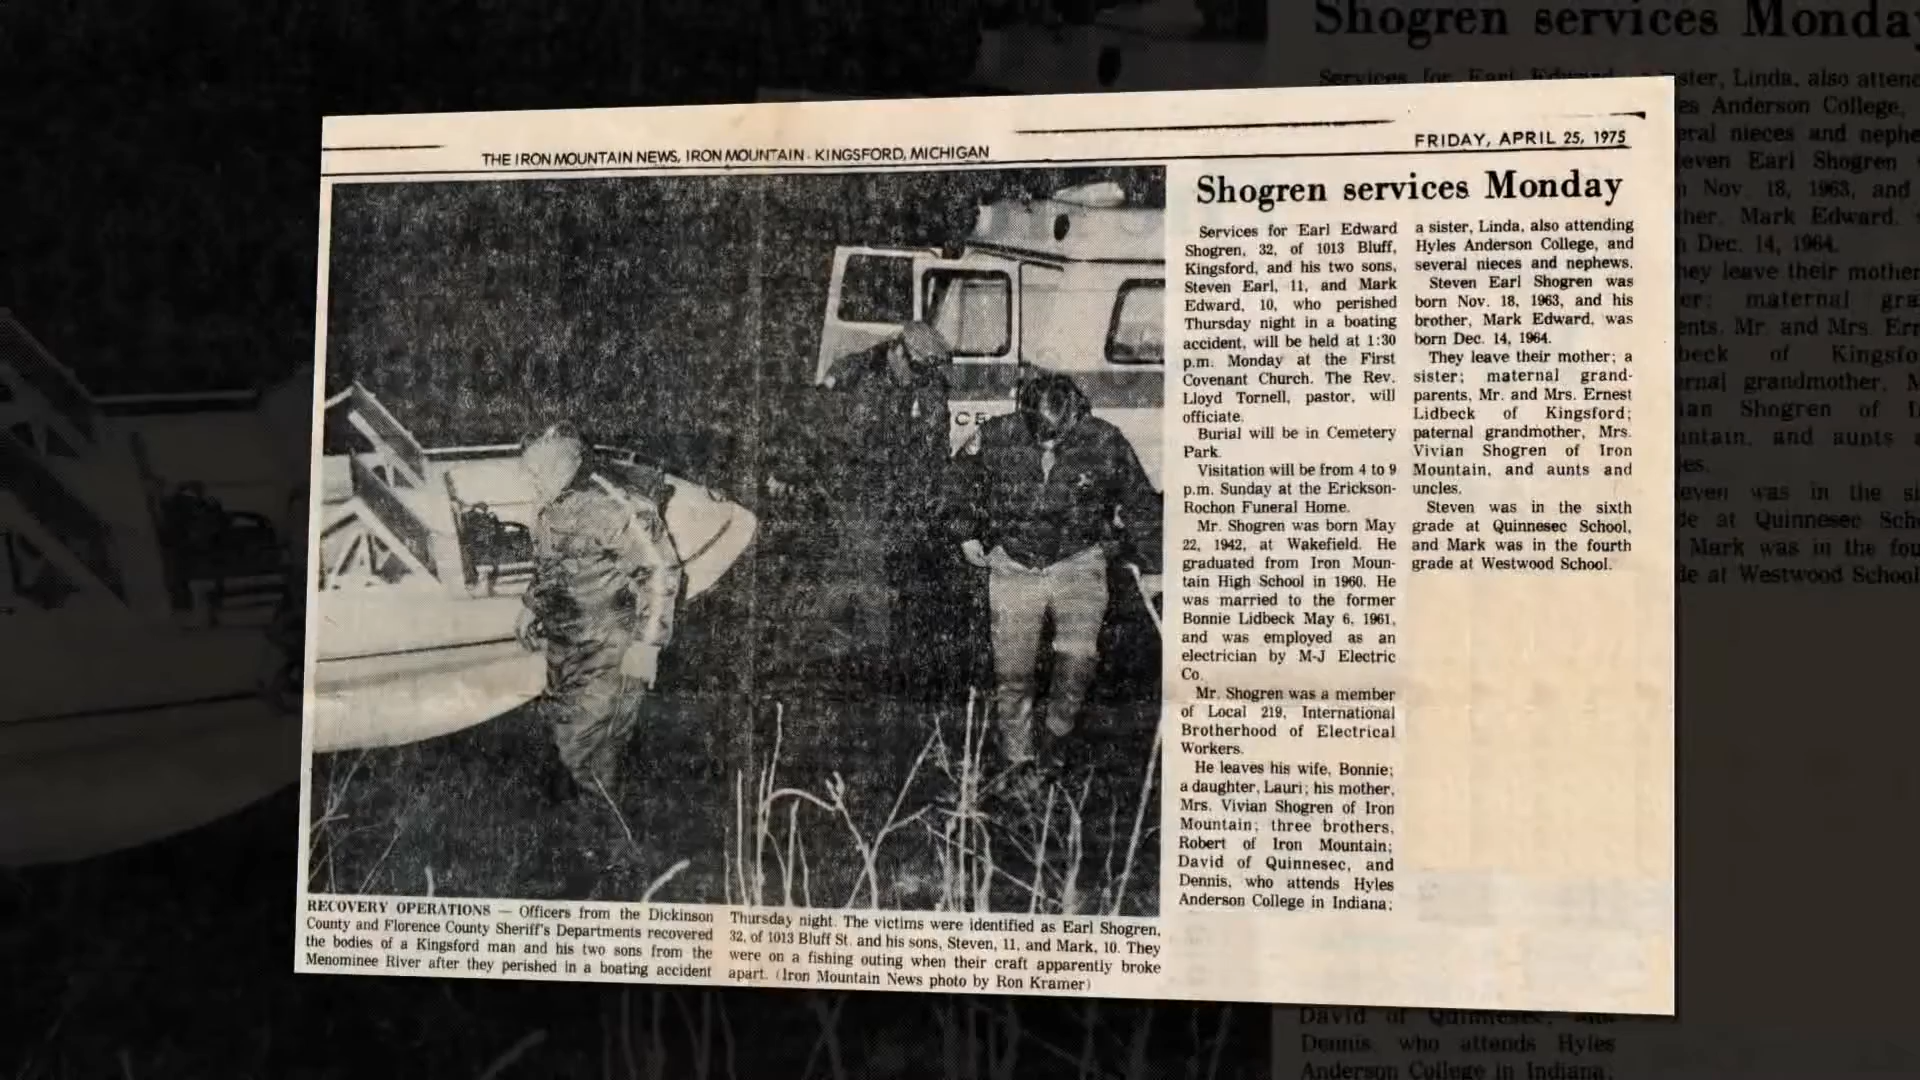 THE IRON MOUNTAIN NEWS, IRON MOUNTAIN - KINGSFORD, MICHIGAN
FRIDAY, APRIL 25, 1975
Shogren services Monday
Services for Earl Edward
Shogren, 32, of 1013 Bluff,
Kingsford, and his two sons,
Steven Earl, 11, and Mark
Edward, 10, who perished
Thursday night in a boating
accident, will be held at 1:30
p.m. Monday at the First
Covenant Church. The Rev.
Lloyd Tornell, pastor, will
officiate.
Burial will be in Cemetery
Park.
Visitation will be from 4 to 9
p.m. Sunday at the Erickson-
Rochon Funeral Home.
Mr. Shogren was born May
22, 1942, at Wakefield. He
graduated from Iron Moun-
tain High School in 1960. He
was married to the former
Bonnie Lidbeck May 6, 1961,
and was employed as an
electrician by M-J Electric
Co.
Mr. Shogren was a member
of Local 219, International
Brotherhood of Electrical
Workers.
He leaves his wife, Bonnie;
a daughter, Lauri; his mother,
Mrs. Vivian Shogren of Iron
Mountain; three brothers,
Robert of Iron Mountain;
David of Quinnesec, and
Dennis, who attends Hyles
Anderson College in Indiana;
a sister, Linda, also attending
Hyles Anderson College, and
several nieces and nephews.
Steven Earl Shogren was
born Nov. 18, 1963, and his
brother, Mark Edward, was
born Dec. 14, 1964.
They leave their mother; a
sister; maternal grand-
parents, Mr. and Mrs. Ernest
Lidbeck of Kingsford;
paternal grandmother, Mrs.
Vivian Shogren of Iron
Mountain, and aunts and
uncles.
Steven was in the sixth
grade at Quinnesec School,
and Mark was in the fourth
grade at Westwood School.
RECOVERY OPERATIONS — Officers from the Dickinson
County and Florence County Sheriff's Departments recovered
the bodies of a Kingsford man and his two sons from the
Menominee River after they perished in a boating accident
Thursday night. The victims were identified as Earl Shogren,
32, of 1013 Bluff St. and his sons, Steven, 11, and Mark, 10. They
were on a fishing outing when their craft apparently broke
apart. (Iron Mountain News photo by Ron Kramer)
Shogren services Monday